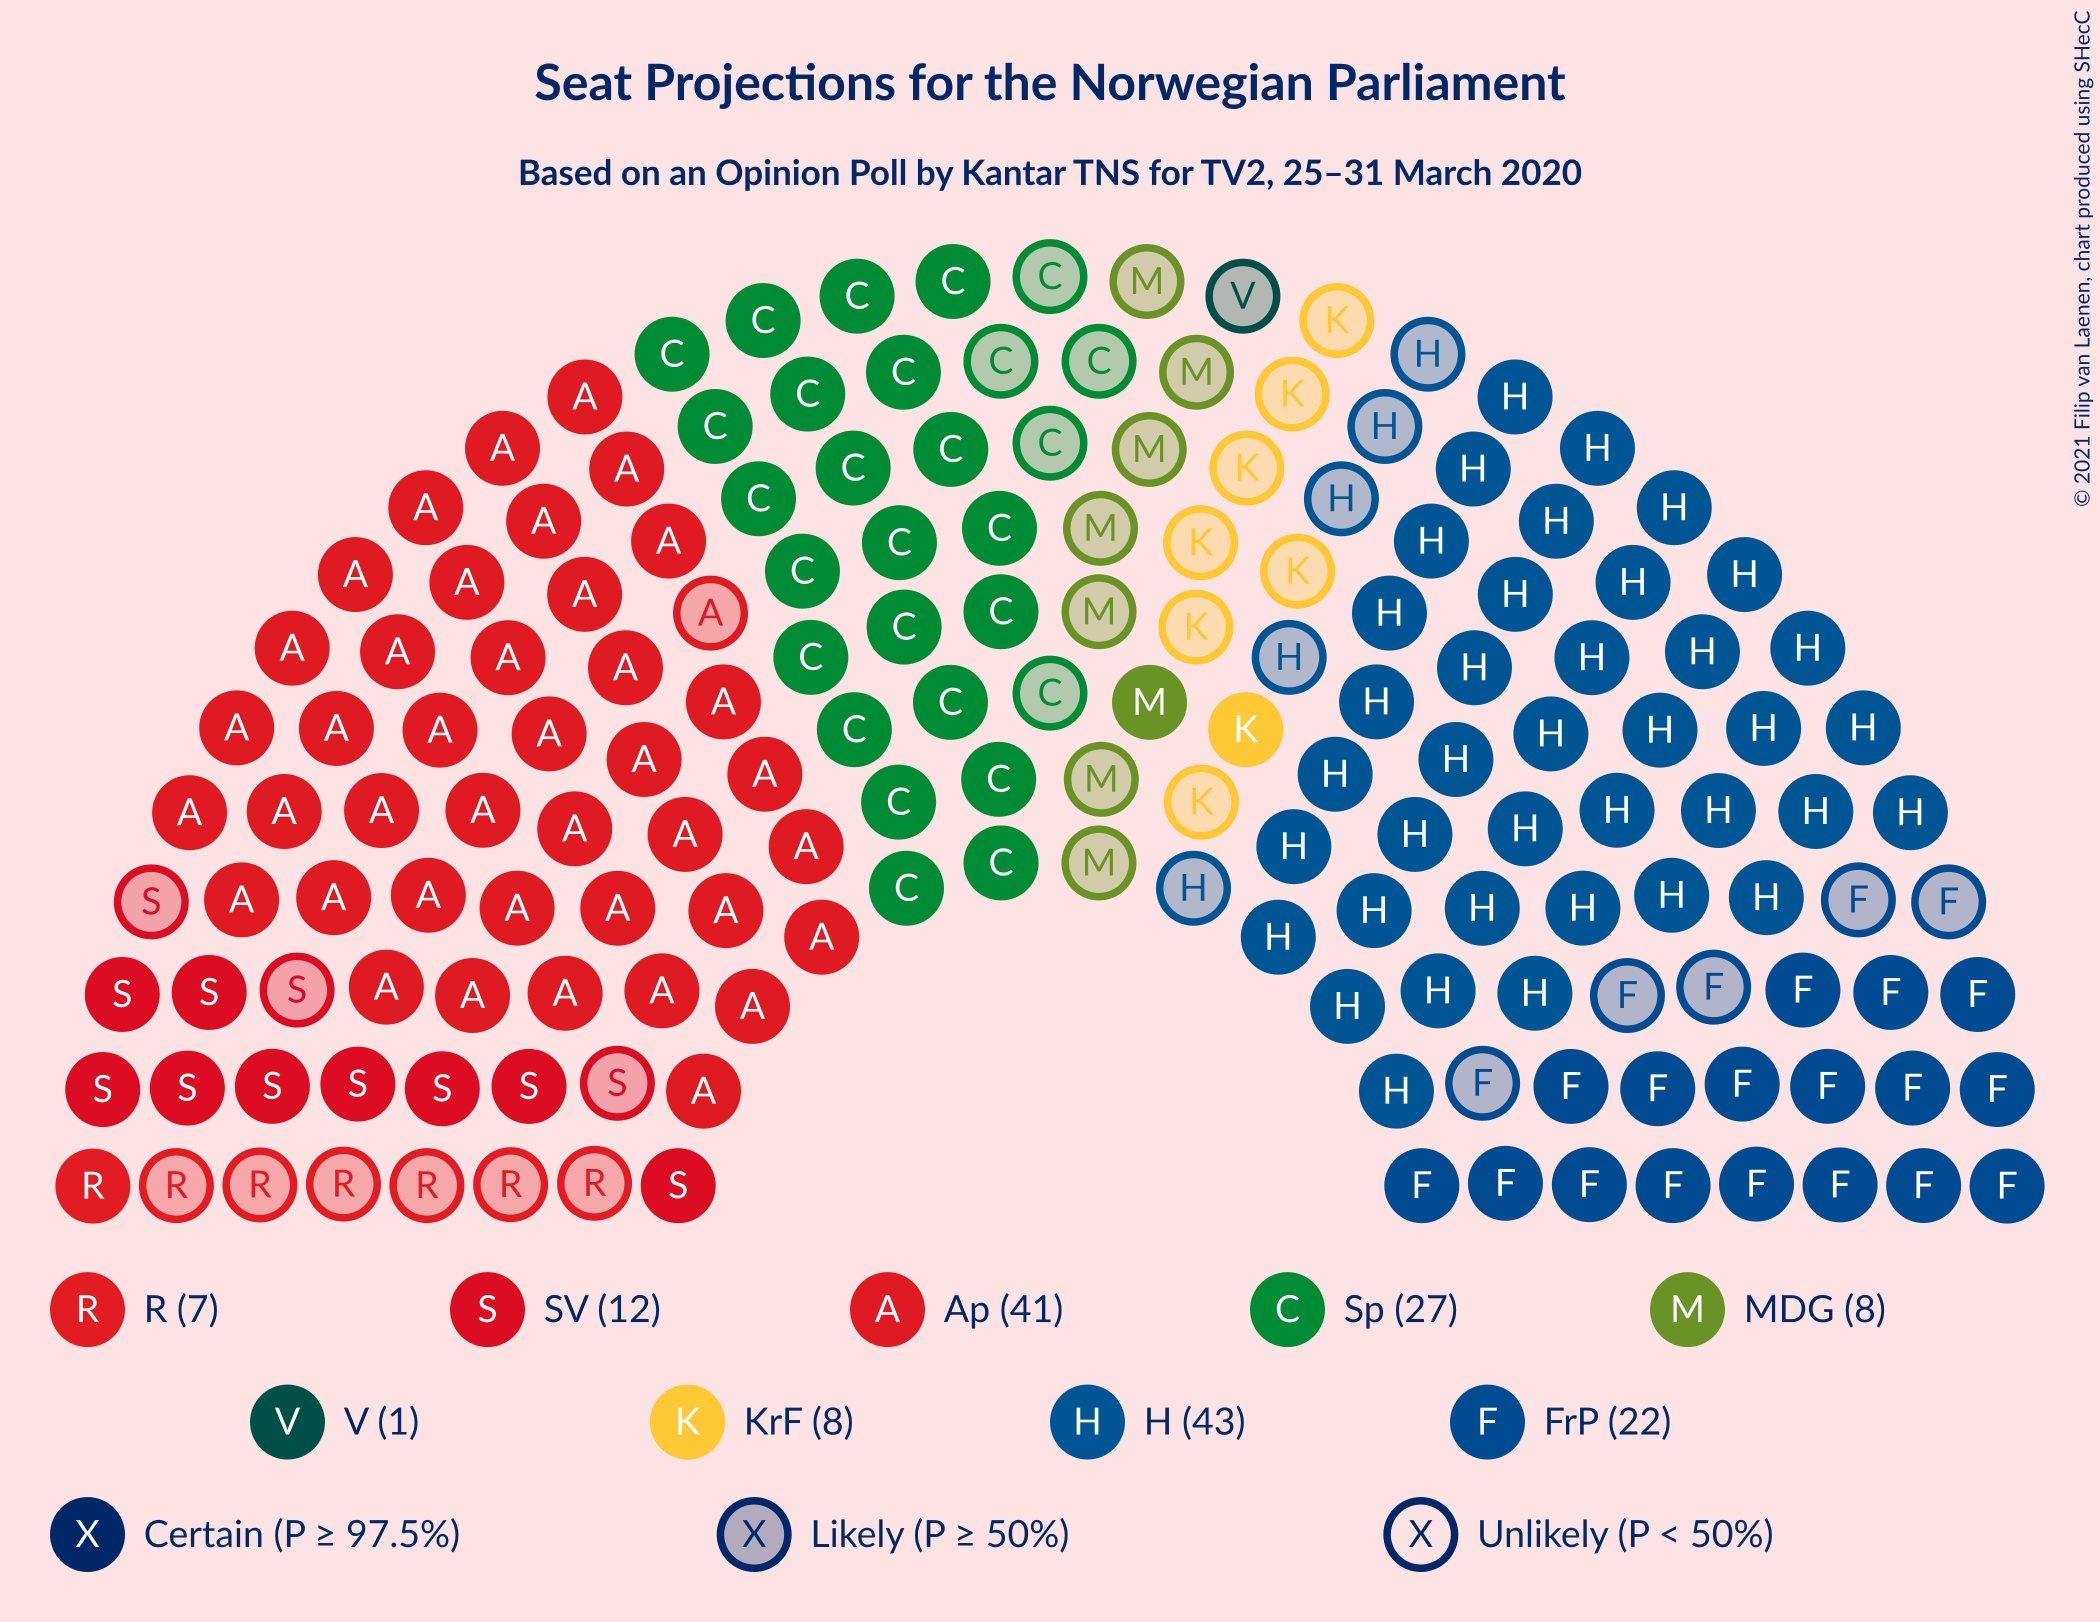 Seat Projections for the Norwegian Parliament
Based on an Opinion Poll by Kantar TNS for TV2, 25–31 March 2020
© 2021 Filip van Laenen, chart produced using SHecC
C C C M V K
C C H
A C C C C M K H H
A A C C C C M K H H H
A A A C C C M K K H H H H
A A A A C C C M K H H H H H
A A A A A C C C M K H H H H H
A A A A A A C C M K H H H H H H
A A A A A A A C C M H H H H H H H H
S A A A A A A A H H H H H H F F
S S S A A A A A H H H F F F F F
S S S S S S S A H F F F F F F F
R R R R R R R S F F F F F F F F
R R (7) S SV (12) A Ap (41) C Sp (27) M MDG (8)
V V (1) K KrF (8) H H (43) F FrP (22)
X Certain (P ≥ 97.5%) X Likely (P ≥ 50%) X Unlikely (P < 50%)